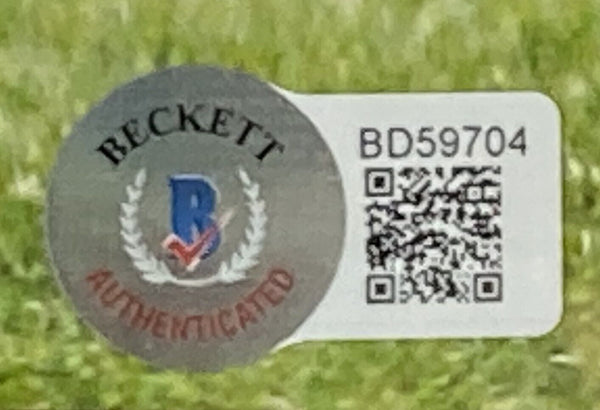 BECKETT
B
AUTHENTICATED
BD59704